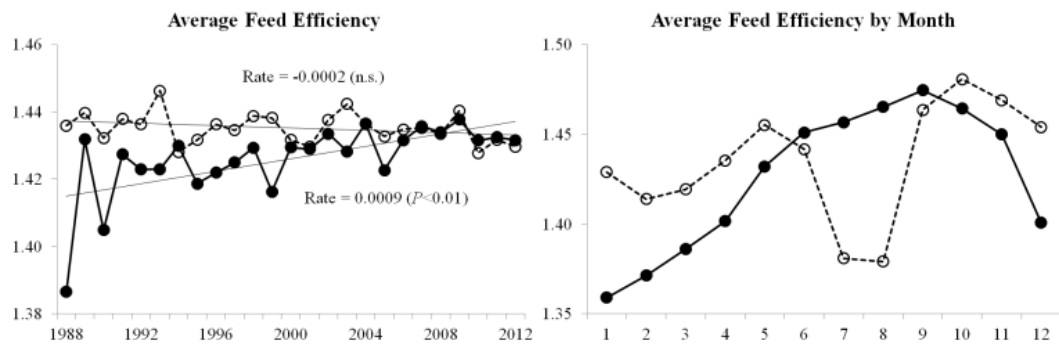 Average Feed Efficiency
1.46
1.44
1.42
1.40
1.38
Rate = -0.0002 (n.s.)
Rate = 0.0009 (P<0.01)
1988 1992 1996 2000 2004 2008 2012
Average Feed Efficiency by Month
1.50
1.45
1.40
1.35
1 2 3 4 5 6 7 8 9 10 11 12